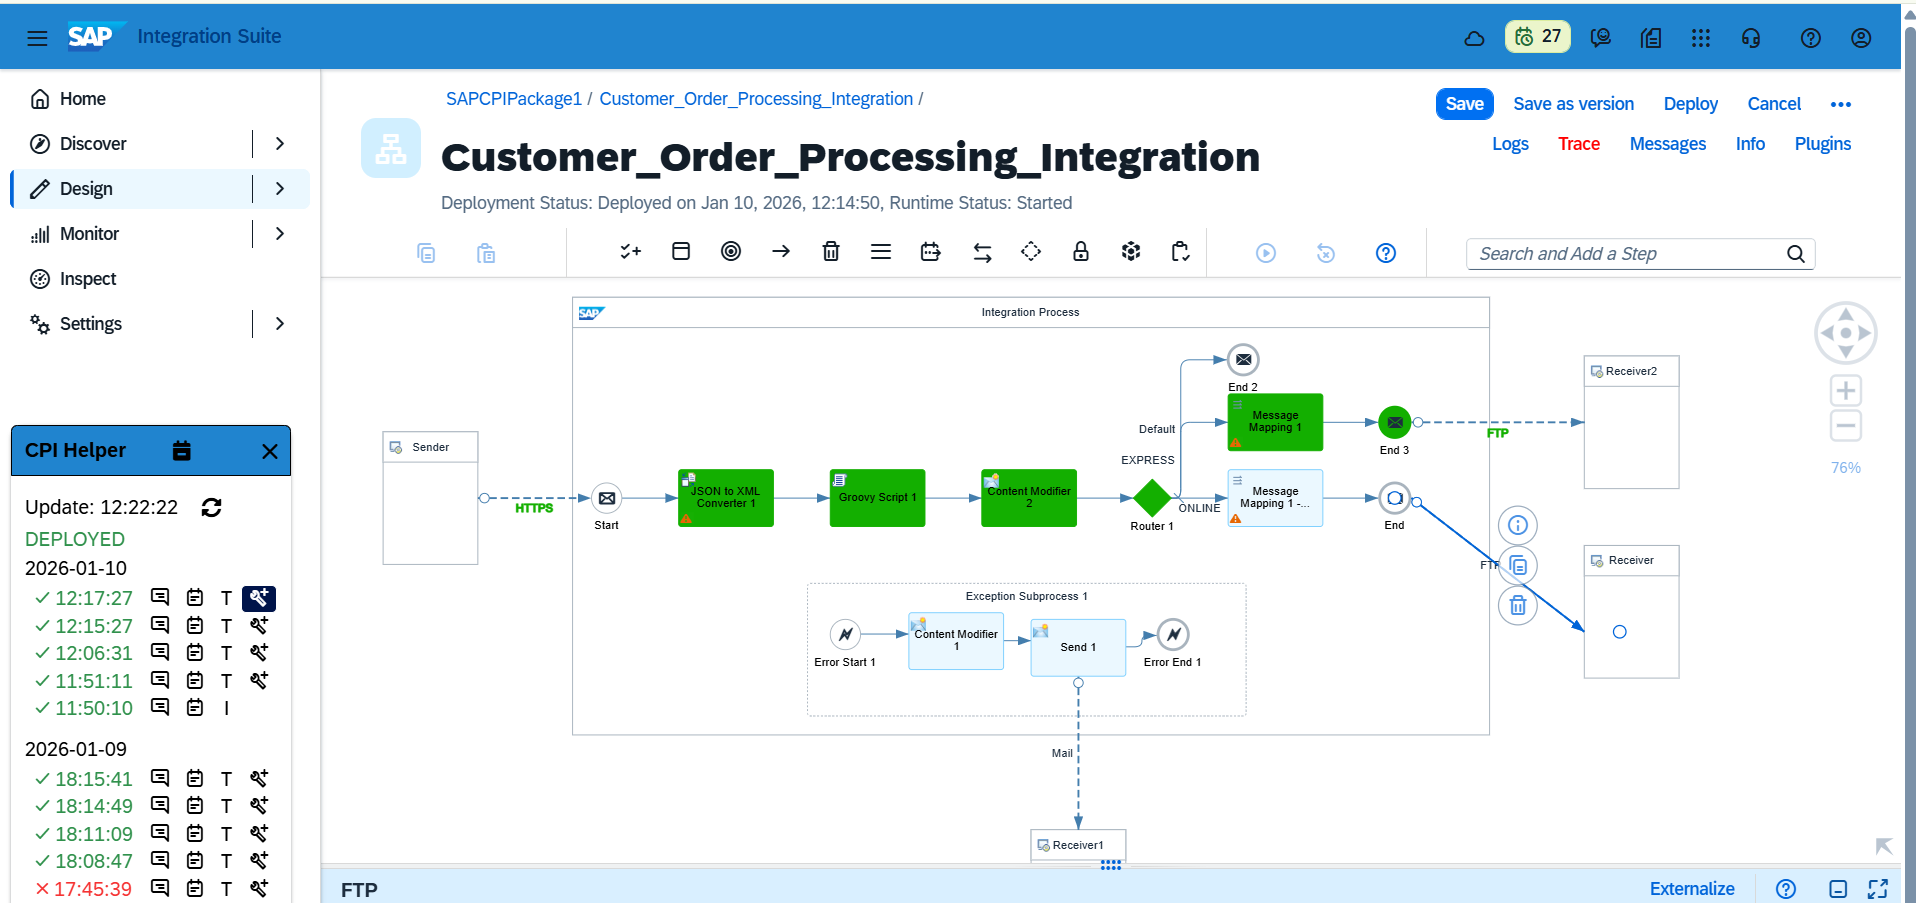 SAP Integration Suite
27
Home
Discover
Design
Monitor
Inspect
Settings
SAPCPIPackage1 / Customer_Order_Processing_Integration /
Save Save as version Deploy Cancel
Customer_Order_Processing_Integration
Logs Trace Messages Info Plugins
Deployment Status: Deployed on Jan 10, 2026, 12:14:50, Runtime Status: Started
Search and Add a Step
SAP
Integration Process
End 2
Receiver2
Message
Mapping 1
Default
FTP
EXPRESS
End 3
76%
Sender
HTTPS
Start
JSON to XML
Converter 1
Groovy Script 1
Content Modifier
2
Router 1
ONLINE
Message
Mapping 1 -...
End
FTP
Receiver
Exception Subprocess 1
Error Start 1
Content Modifier
1
Send 1
Error End 1
Mail
Receiver1
CPI Helper
Update: 12:22:22
DEPLOYED
2026-01-10
12:17:27 T
12:15:27 T
12:06:31 T
11:51:11 T
11:50:10 I
2026-01-09
18:15:41 T
18:14:49 T
18:11:09 T
18:08:47 T
17:45:39 T
FTP
Externalize